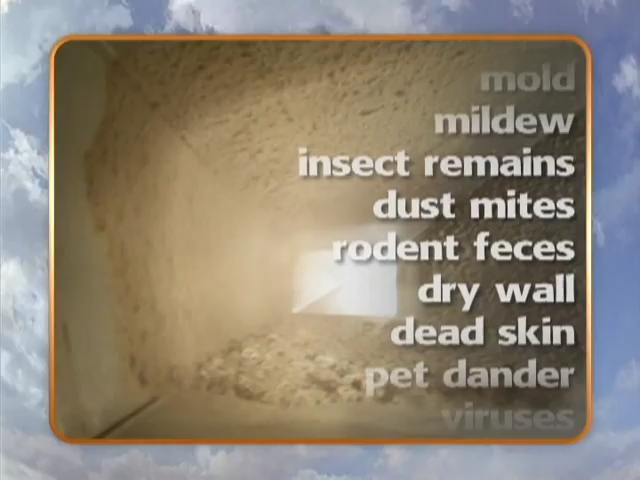 mold
mildew
insect remains
dust mites
rodent feces
dry wall
dead skin
pet dander
viruses